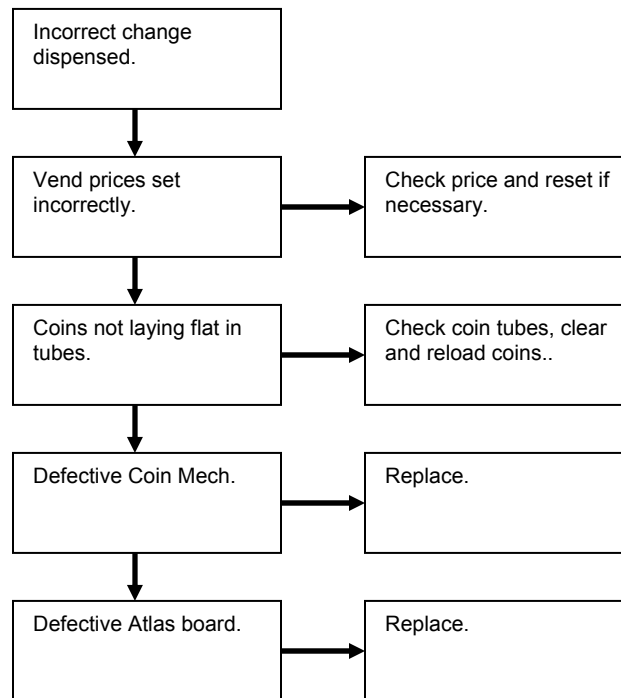 Incorrect change
dispensed.
Vend prices set
incorrectly.
Check price and reset if
necessary.
Coins not laying flat in
tubes.
Check coin tubes, clear
and reload coins..
Defective Coin Mech.
Replace.
Defective Atlas board.
Replace.